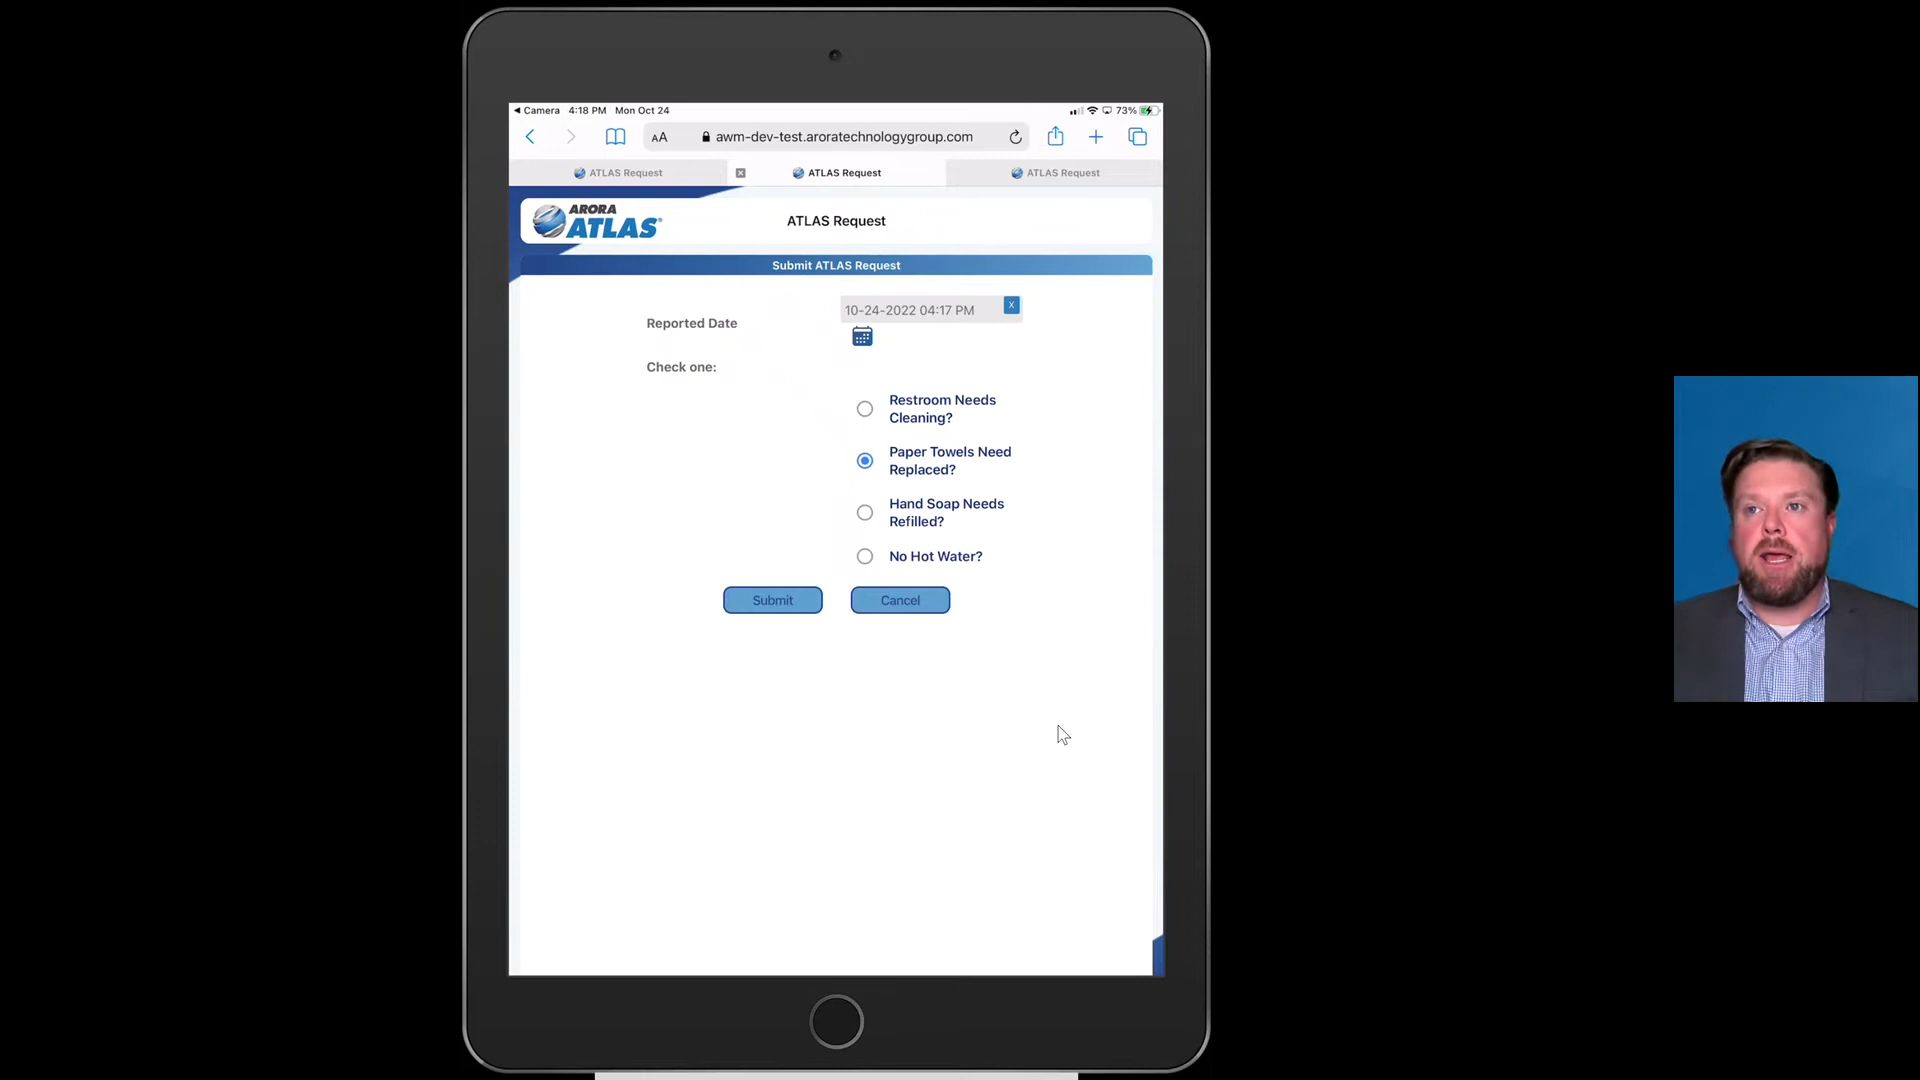 Camera 4:18 PM Mon Oct 24 73%
AA awm-dev-test.aroratechnologygroup.com
ATLAS Request ATLAS Request ATLAS Request
ARORA
ATLAS®
ATLAS Request
Submit ATLAS Request
Reported Date
10-24-2022 04:17 PM X
Check one:
Restroom Needs
Cleaning?
Paper Towels Need
Replaced?
Hand Soap Needs
Refilled?
No Hot Water?
Submit Cancel